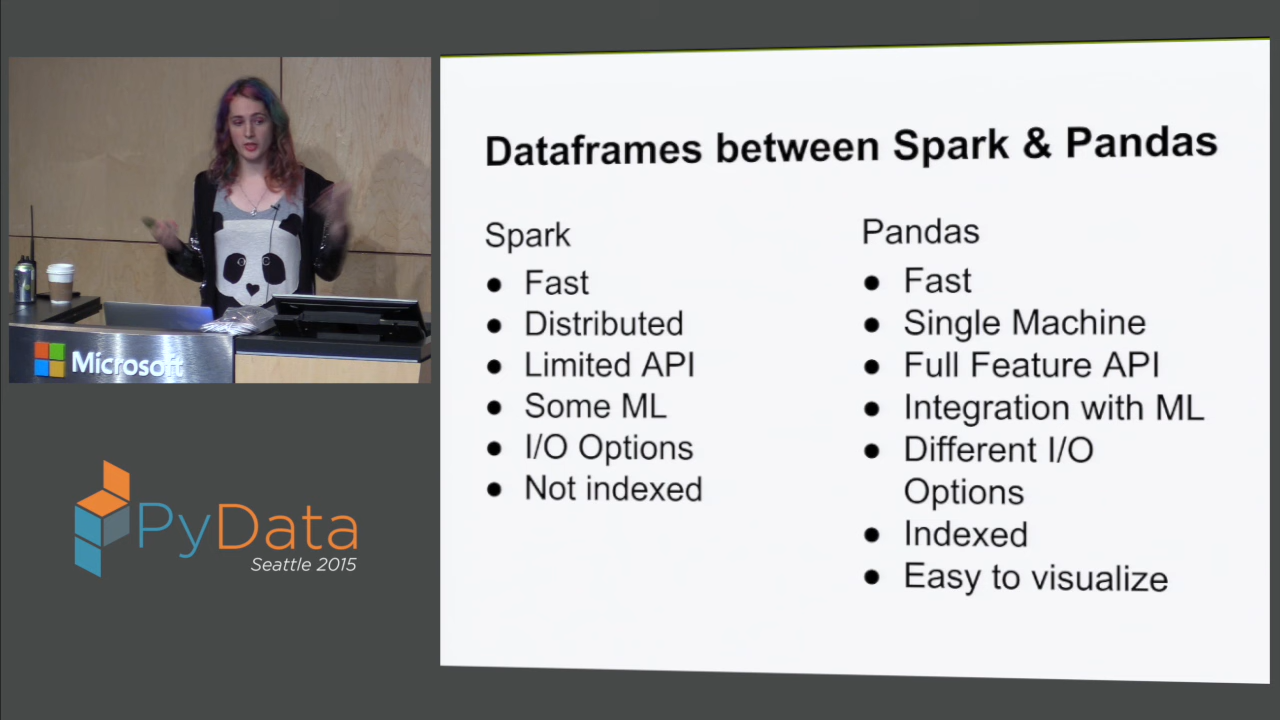 Dataframes between Spark & Pandas
Spark
● Fast
● Distributed
● Limited API
● Some ML
● I/O Options
● Not indexed
Pandas
● Fast
● Single Machine
● Full Feature API
● Integration with ML
● Different I/O
Options
● Indexed
● Easy to visualize
Microsoft
PyData
Seattle 2015